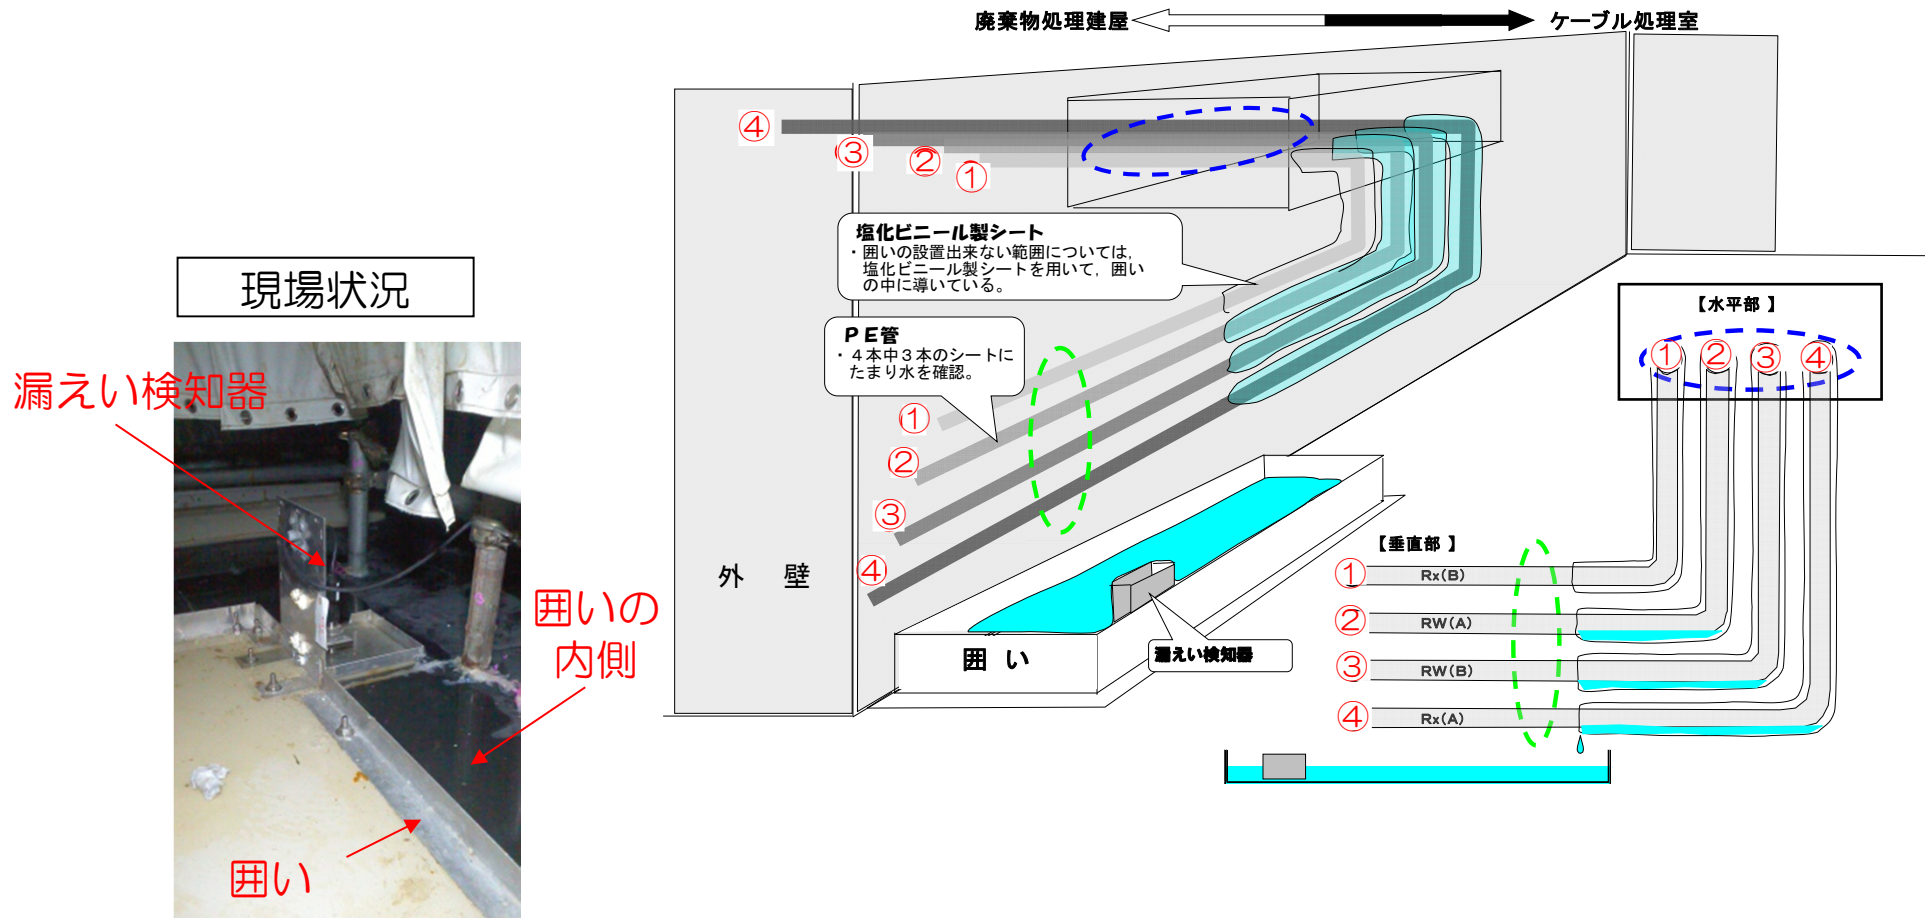 廃棄物処理建屋
ケーブル処理室
④
③
②
①
塩化ビニール製シート
・囲いの設置出来ない範囲については,
塩化ビニール製シートを用いて,囲い
の中に導いている。
PE管
・4本中3本のシートに
たまり水を確認。
①
②
③
④
外 壁
囲 い
漏えい検知器
現場状況
漏えい検知器
囲いの
内側
囲い
【水平部】
① ② ③ ④
【垂直部】
① Rx(B)
② RW(A)
③ RW(B)
④ Rx(A)